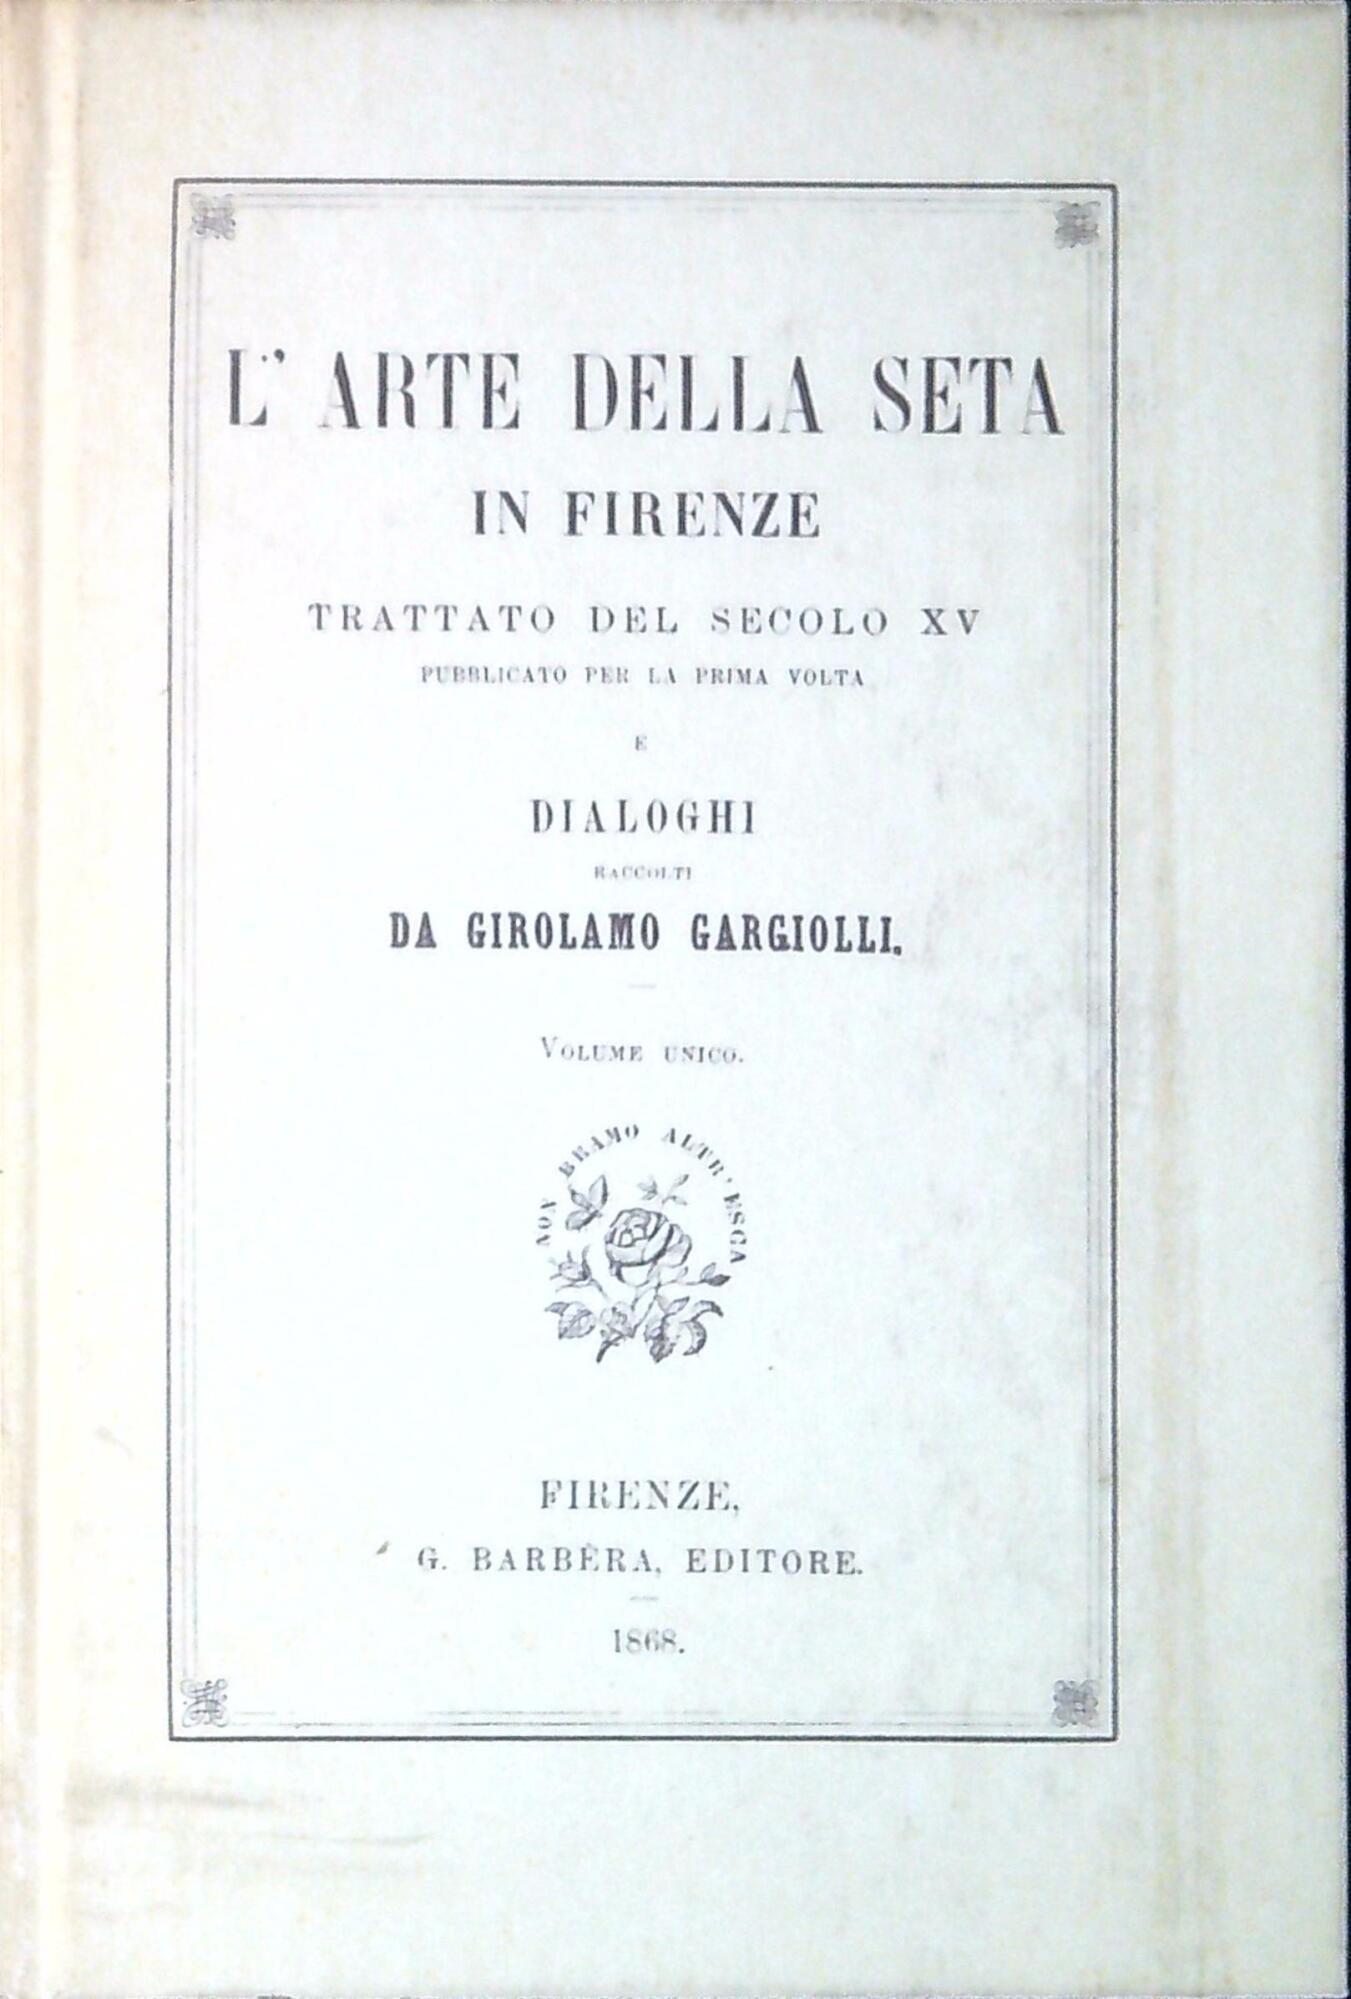 L' ARTE DELLA SETA
IN FIRENZE
TRATTATO DEL SECOLO XV
PUBBLICATO PER LA PRIMA VOLTA
E
DIALOGHI
RACCOLTI
DA GIROLAMO GARGIOLLI.
VOLUME UNICO.
NON BRAMO ALTR' ESCA
FIRENZE,
G. BARBÈRA, EDITORE.
1868.